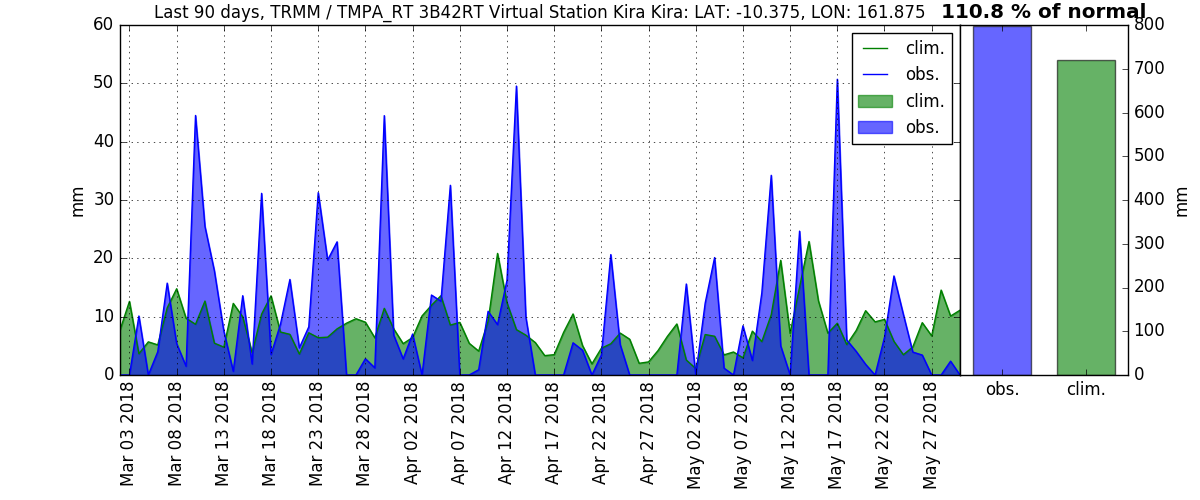 Last 90 days, TRMM / TMPA_RT 3B42RT Virtual Station Kira Kira: LAT: -10.375, LON: 161.875
110.8 % of normal
60
50
40
30
20
10
0
mm
clim.
obs.
clim.
obs.
800
700
600
500
400
300
200
100
0
mm
Mar 03 2018
Mar 08 2018
Mar 13 2018
Mar 18 2018
Mar 23 2018
Mar 28 2018
Apr 02 2018
Apr 07 2018
Apr 12 2018
Apr 17 2018
Apr 22 2018
Apr 27 2018
May 02 2018
May 07 2018
May 12 2018
May 17 2018
May 22 2018
May 27 2018
obs.
clim.